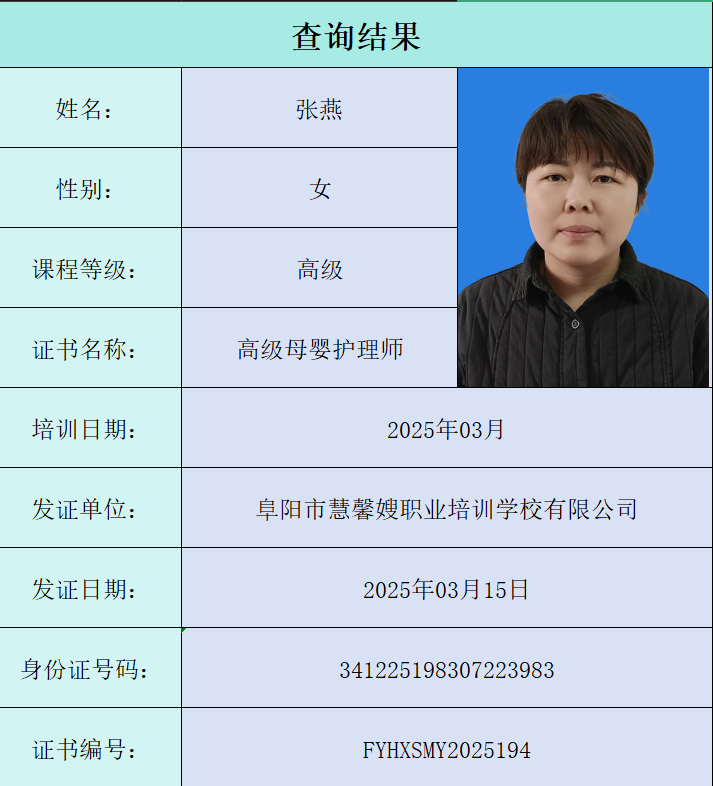 查询结果
姓名： 张燕
性别： 女
课程等级： 高级
证书名称： 高级母婴护理师
培训日期： 2025年03月
发证单位： 阜阳市慧馨嫂职业培训学校有限公司
发证日期： 2025年03月15日
身份证号码： 341225198307223983
证书编号： FYHXSMY2025194